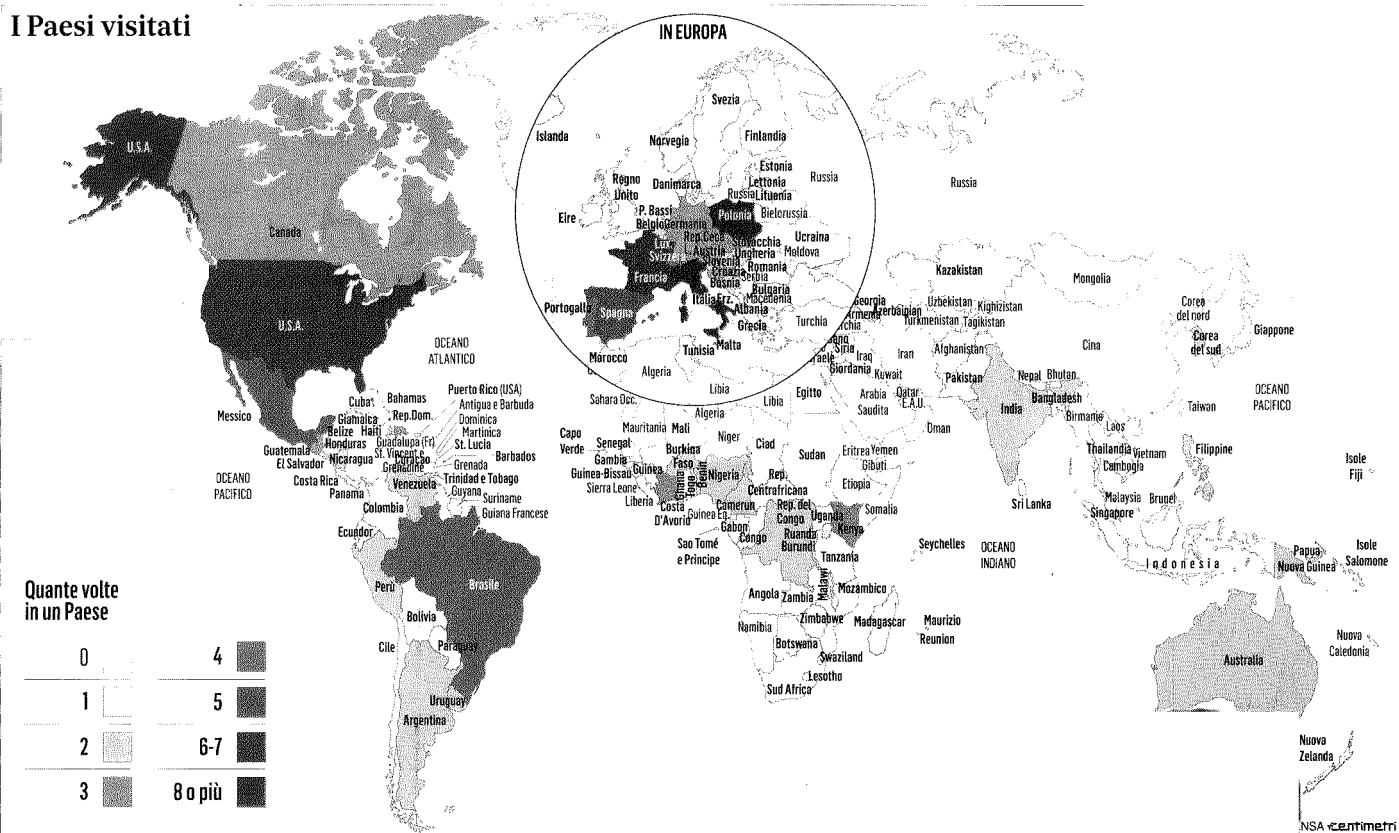 I Paesi visitati
IN EUROPA
Svezia
Islanda
Norvegia
Finlandia
Estonia
Lettonia
Lituania
Russia
Russia
Regno
Unito
Danimarca
Eire
P. Bassi
Belgio
Germania
Polonia
Bielorussia
Lux
Rep.Ceca
Slovacchia
Ucraina
Svizzera
Austria
Ungheria
Moldova
Slovenia
Romania
Francia
Croazia
Serbia
Bosnia
Erz.
Bulgaria
Italia
Macedonia
Portogallo
Spagna
Albania
Grecia
Turchia
Malta
Tunisia
Marocco
Algeria
Libia
U.S.A.
Canada
U.S.A.
OCEANO
ATLANTICO
Messico
Cuba
Bahamas
Puerto Rico (USA)
Antigua e Barbuda
Giamaica
Rep.Dom.
Dominica
Belize
Haiti
Martinica
Honduras
Guadalupa (Fr)
St. Lucia
Guatemala
St. Vincent e
Grenadine
Barbados
El Salvador
Nicaragua
Curacao
Grenada
Costa Rica
Trinidad e Tobago
Panama
Venezuela
Guyana
Suriname
Guiana Francese
Colombia
OCEANO
PACIFICO
Ecuador
Perù
Brasile
Bolivia
Cile
Paraguay
Uruguay
Argentina
Russia
Kazakistan
Mongolia
Georgia
Armenia
Azerbaipian
Uzbekistan
Kighizistan
Turkmenistan
Tagikistan
Corea
del nord
Corea
del sud
Giappone
Cina
Siria
Iraq
Iran
Afghanistan
Giordania
Kuwait
Pakistan
Nepal
Bhutan
Egitto
Arabia
Saudita
Qatar
E.A.U.
India
Bangladesh
Birmania
Taiwan
OCEANO
PACIFICO
Oman
Laos
Thailandia
Vietnam
Cambogia
Filippine
Isole
Fiji
Sri Lanka
Malaysia
Brunei
Singapore
Indonesia
Papua
Nuova Guinea
Isole
Salomone
Australia
Nuova
Caledonia
Nuova
Zelanda
Sahara Occ.
Algeria
Libia
Capo
Verde
Mauritania
Mali
Niger
Ciad
Sudan
Eritrea
Yemen
Gibuti
Senegal
Gambia
Guinea-Bissau
Guinea
Burkina
Faso
Benin
Togo
Ghana
Nigeria
Sierra Leone
Liberia
Costa
D'Avorio
Rep.
Centrafricana
Etiopia
Somalia
Camerun
Guinea Eq.
Gabon
Congo
Rep. del
Congo
Uganda
Kenya
Ruanda
Burundi
Sao Tomé
e Principe
Tanzania
Seychelles
OCEANO
INDIANO
Angola
Zambia
Malawi
Mozambico
Namibia
Zimbabwe
Madagascar
Maurizio
Reunion
Botswana
Swaziland
Lesotho
Sud Africa
Quante volte
in un Paese
0
1
2
3
4
5
6-7
8 o più
NSA centimetri